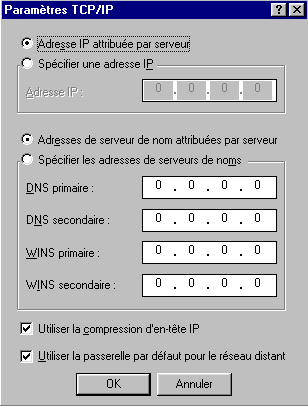 Paramètres TCP/IP
Adresse IP attribuée par serveur
Spécifier une adresse IP
Adresse IP : 0 . 0 . 0 . 0
Adresses de serveur de nom attribuées par serveur
Spécifier les adresses de serveurs de noms
DNS primaire : 0 . 0 . 0 . 0
DNS secondaire : 0 . 0 . 0 . 0
WINS primaire : 0 . 0 . 0 . 0
WINS secondaire : 0 . 0 . 0 . 0
Utiliser la compression d'en-tête IP
Utiliser la passerelle par défaut pour le réseau distant
OK Annuler